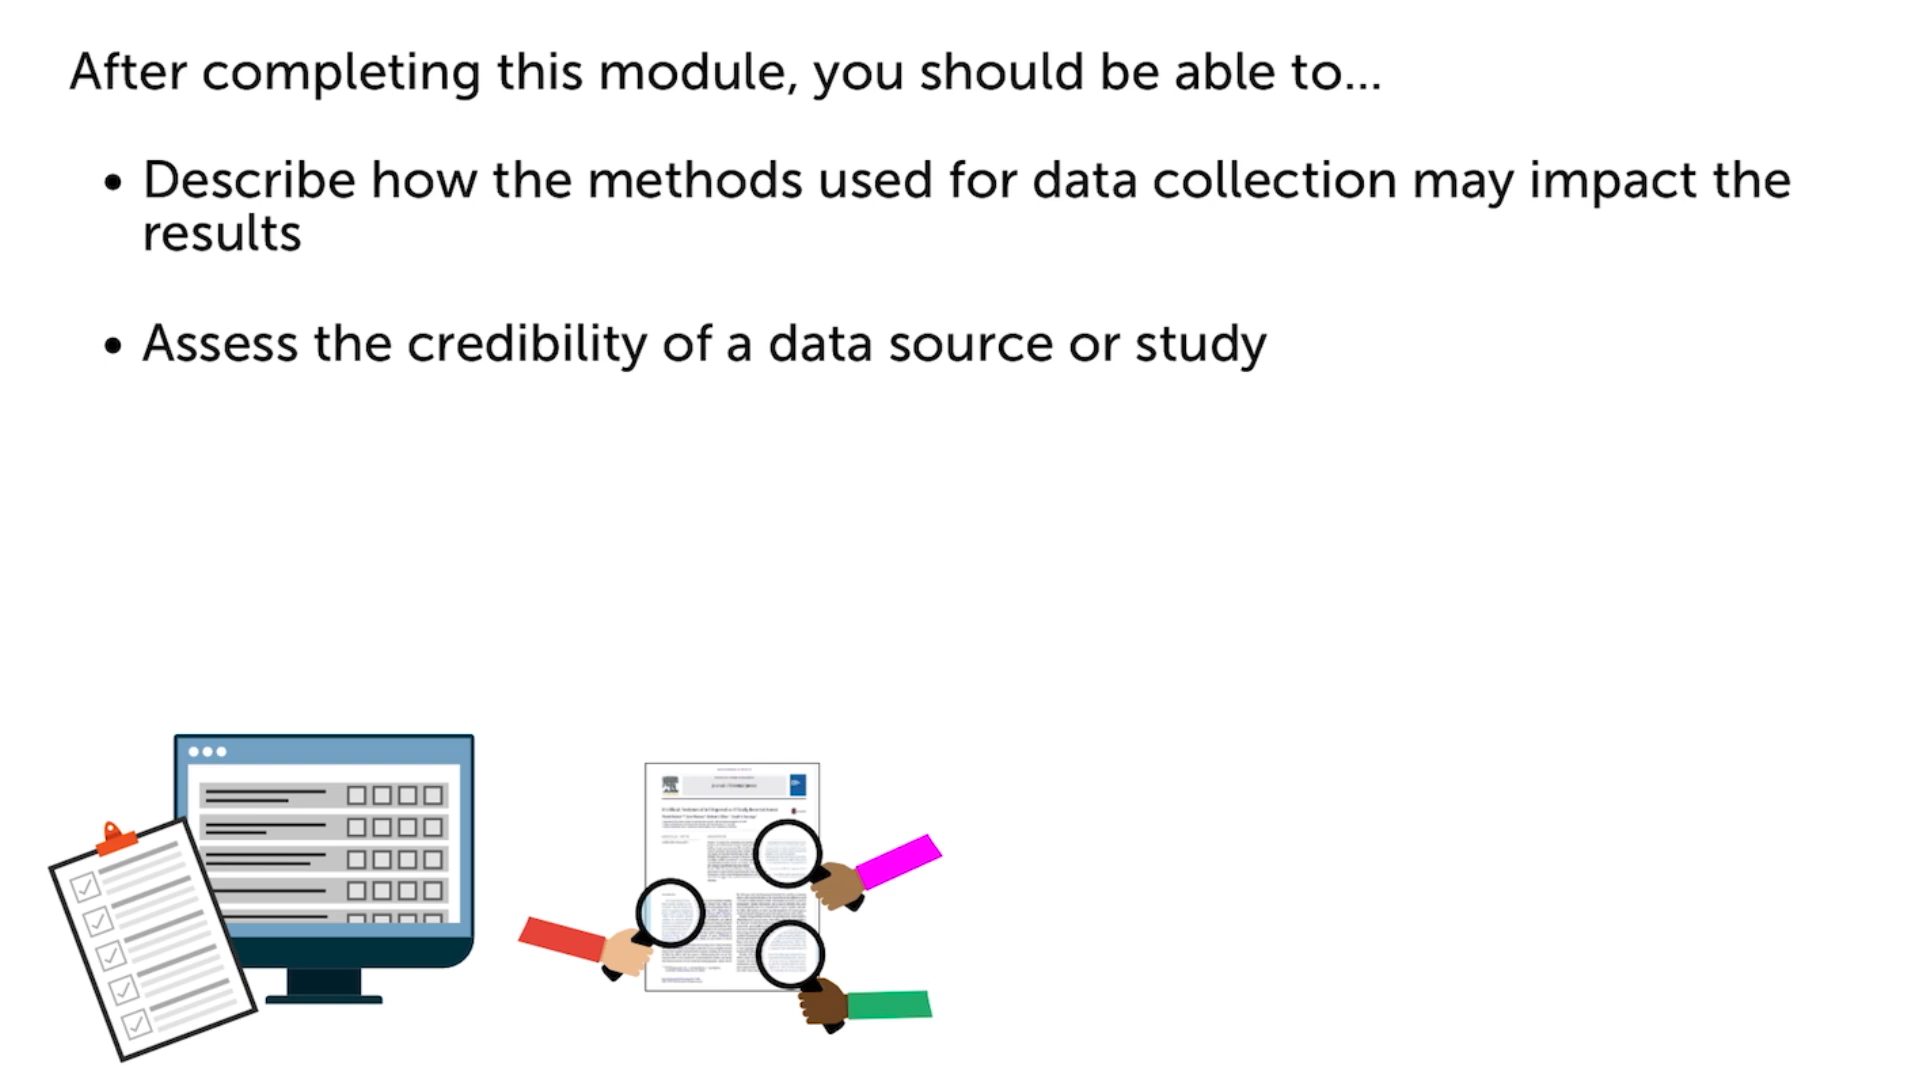 After completing this module, you should be able to...
• Describe how the methods used for data collection may impact the
results
• Assess the credibility of a data source or study